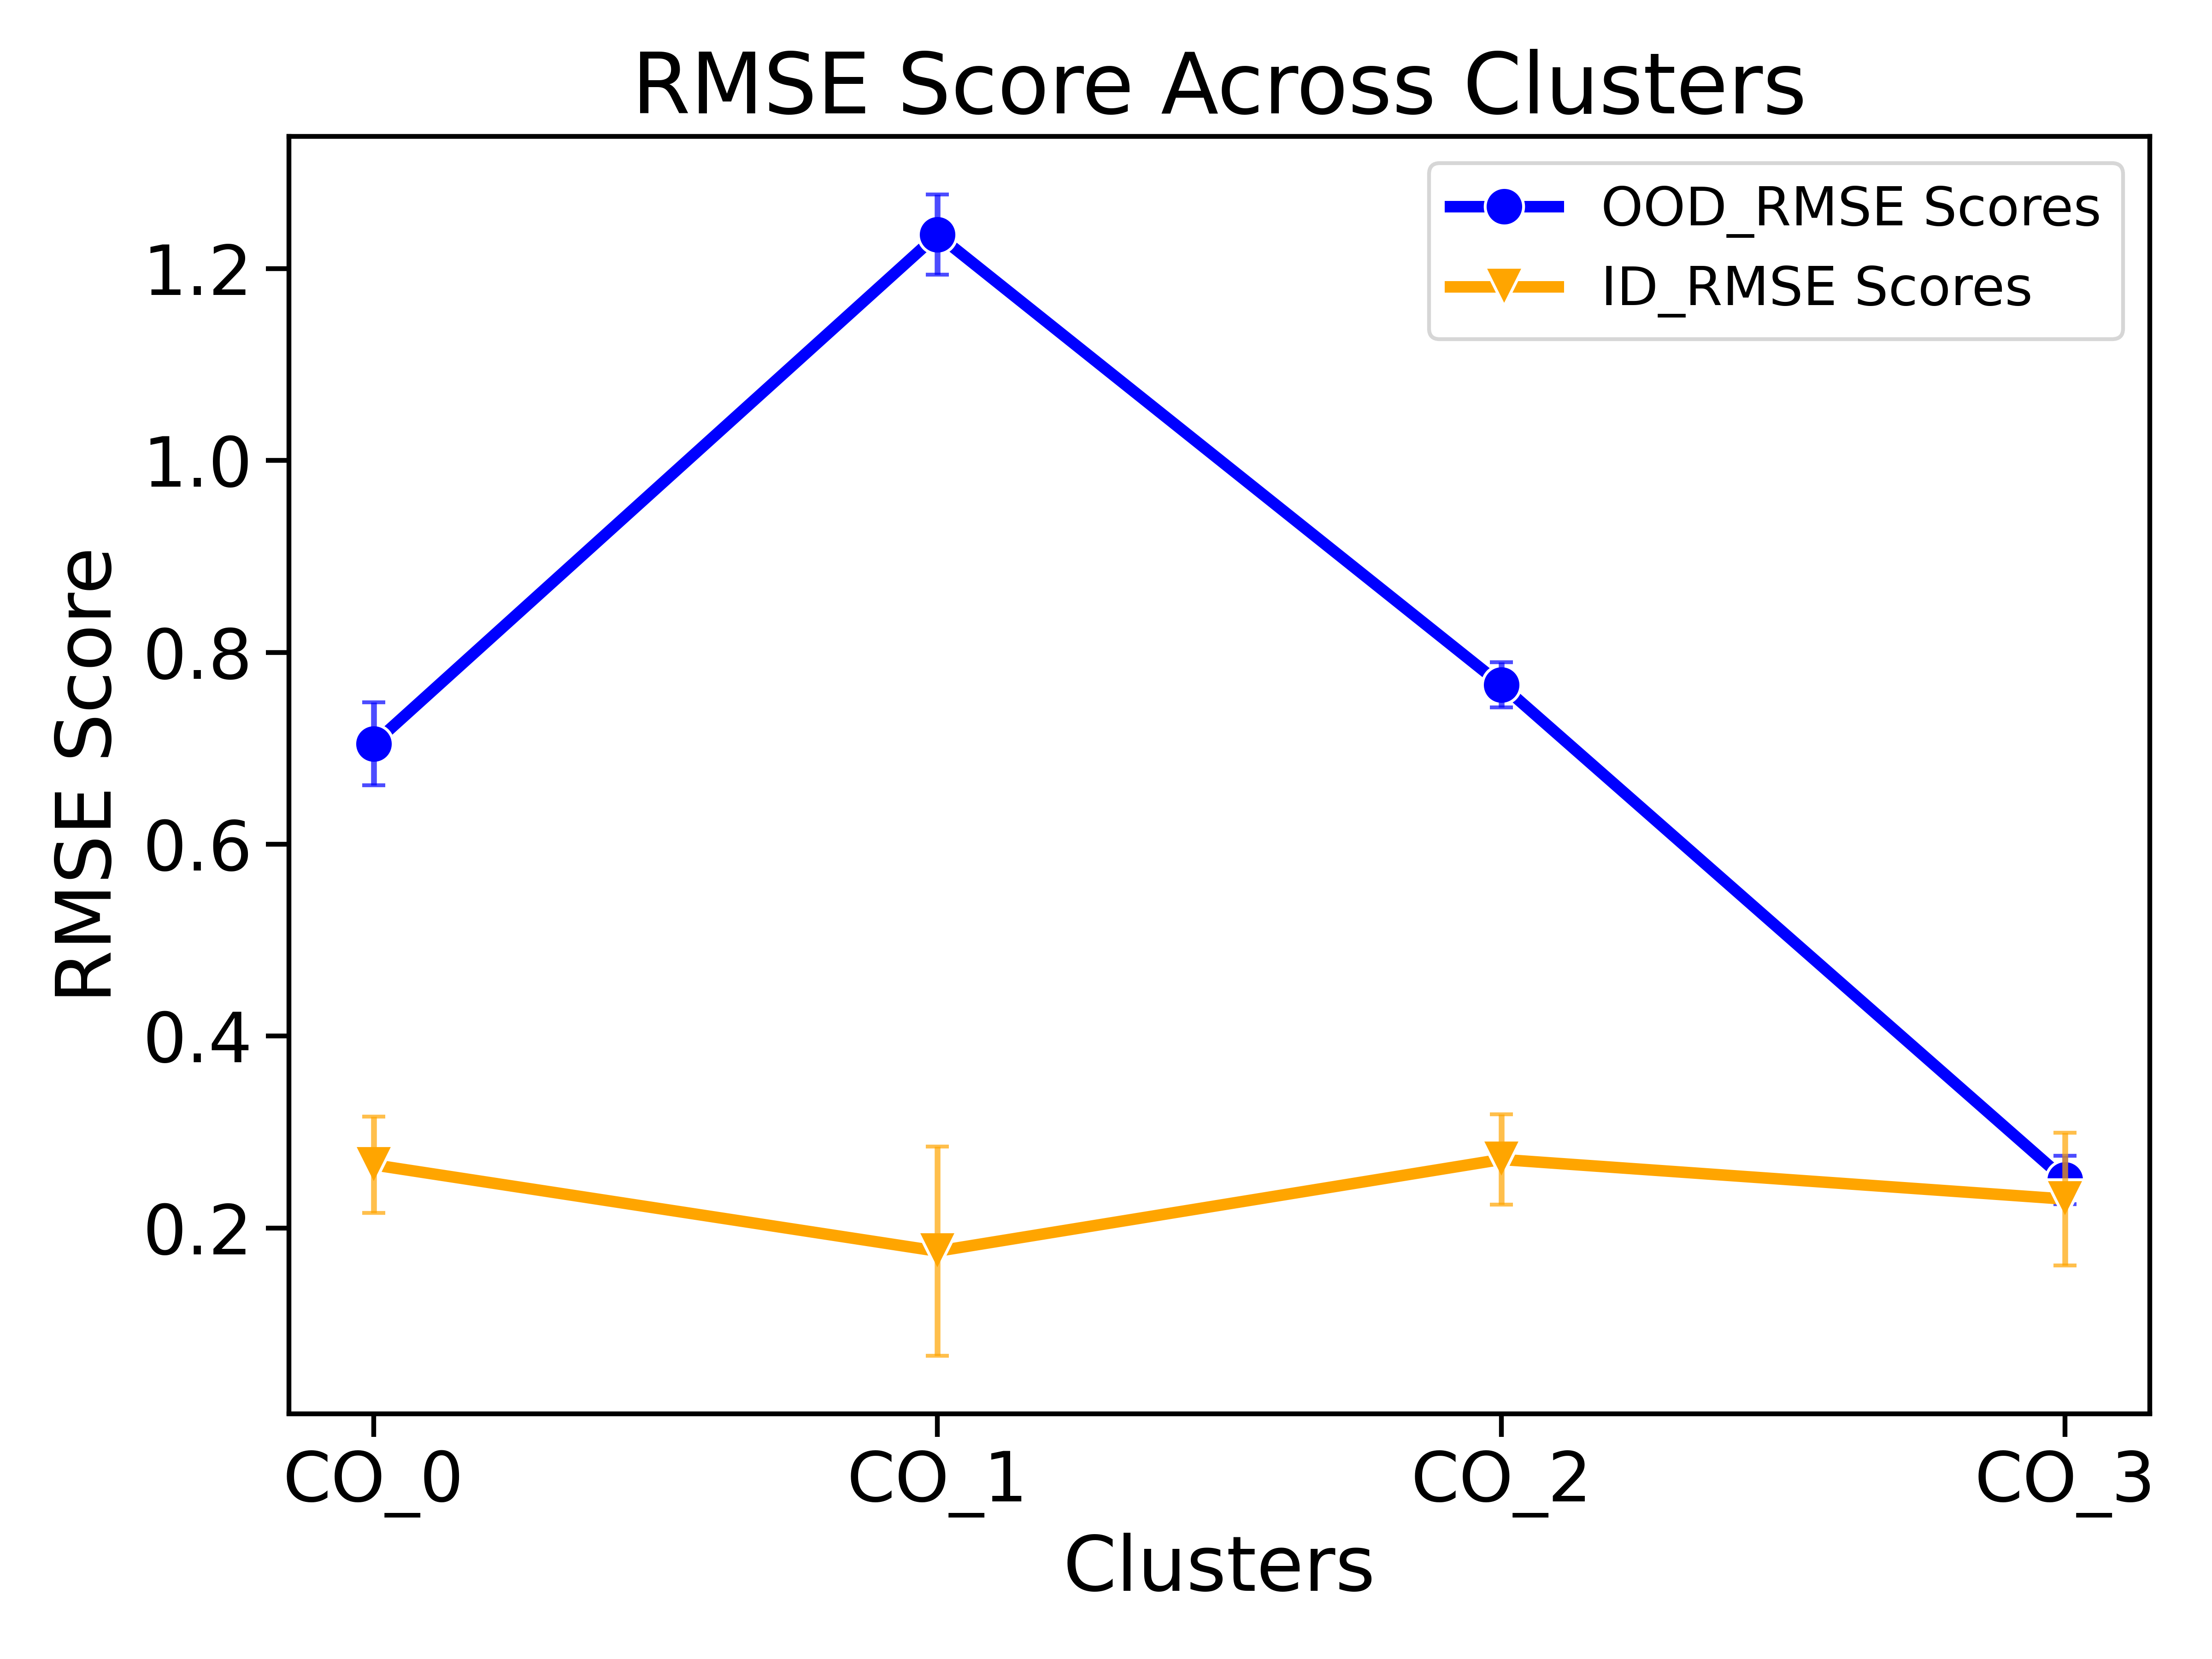 RMSE Score Across Clusters
OOD_RMSE Scores
ID_RMSE Scores
RMSE Score
1.2
1.0
0.8
0.6
0.4
0.2
CO_0
CO_1
CO_2
CO_3
Clusters